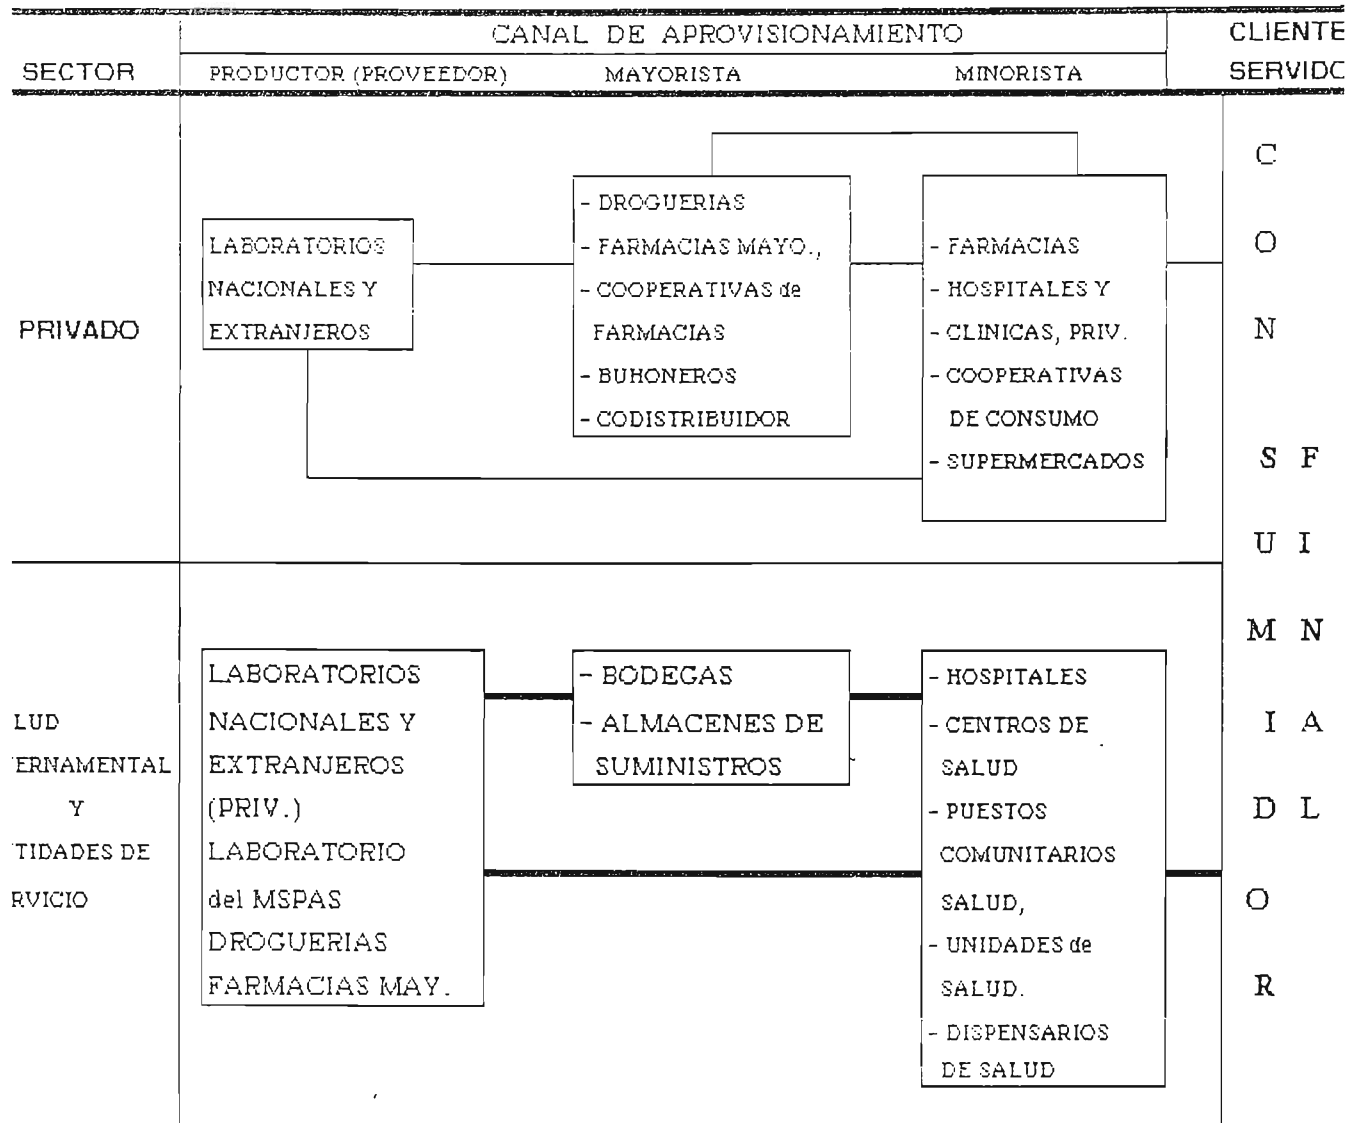 CANAL DE APROVISIONAMIENTO
CLIENTE
SECTOR
PRODUCTOR (PROVEEDOR)
MAYORISTA
MINORISTA
SERVIDO
PRIVADO
LABORATORIOS
NACIONALES Y
EXTRANJEROS
- DROGUERIAS
- FARMACIAS MAYO.,
- COOPERATIVAS de
FARMACIAS
- BUHONEROS
- CODISTRIBUIDOR
- FARMACIAS
- HOSPITALES Y
- CLINICAS, PRIV.
- COOPERATIVAS
DE CONSUMO
- SUPERMERCADOS
LUD
ERNAMENTAL
Y
TIDADES DE
RVICIO
LABORATORIOS
NACIONALES Y
EXTRANJEROS
(PRIV.)
LABORATORIO
del MSPAS
DROGUERIAS
FARMACIAS MAY.
- BODEGAS
- ALMACENES DE
SUMINISTROS
- HOSPITALES
- CENTROS DE
SALUD
- PUESTOS
COMUNITARIOS
SALUD,
- UNIDADES de
SALUD.
- DISPENSARIOS
DE SALUD
C
O
N
S F
U I
M N
I A
D L
O
R